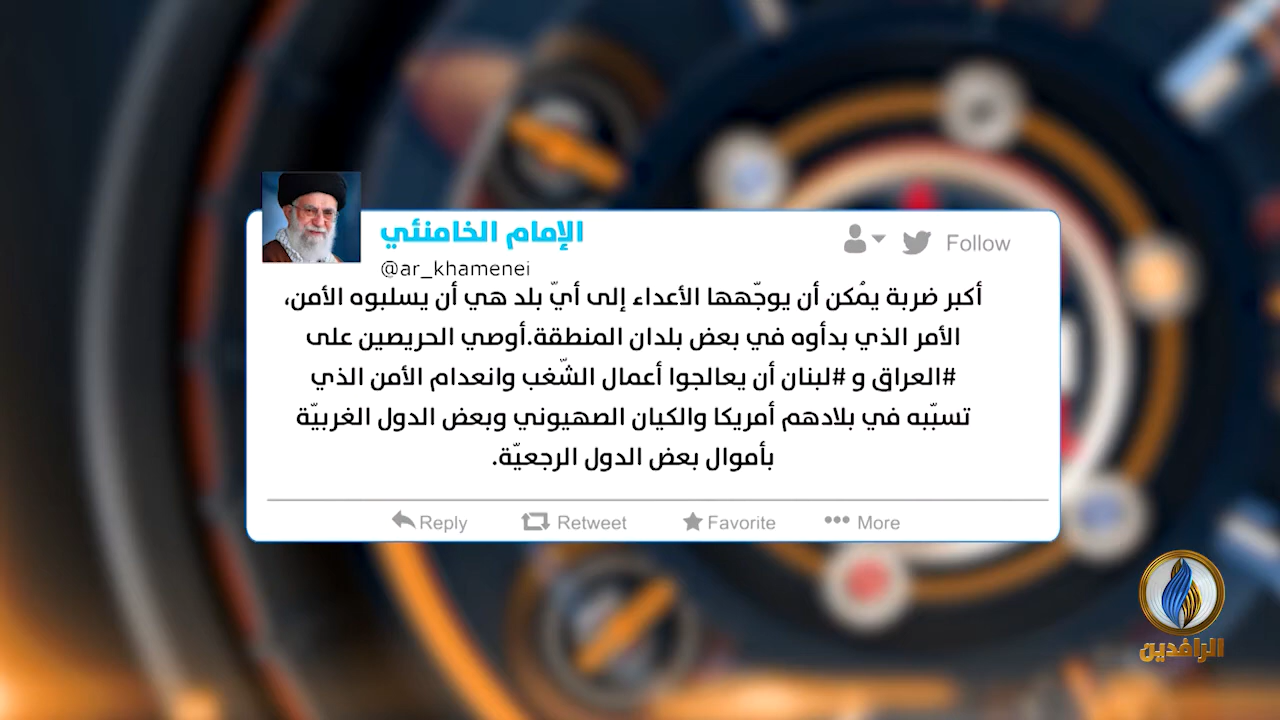 الإمام الخامنئي
@ar_khamenei
Follow
أكبر ضربة يمُكن أن يوجّهها الأعداء إلى أيّ بلد هي أن يسلبوه الأمن،
الأمر الذي بدأوه في بعض بلدان المنطقة.أوصي الحريصين على
#العراق و #لبنان أن يعالجوا أعمال الشّغب وانعدام الأمن الذي
تسبّبه في بلادهم أمريكا والكيان الصهيوني وبعض الدول الغربيّة
بأموال بعض الدول الرجعيّة.
Reply Retweet Favorite More
الرافدين